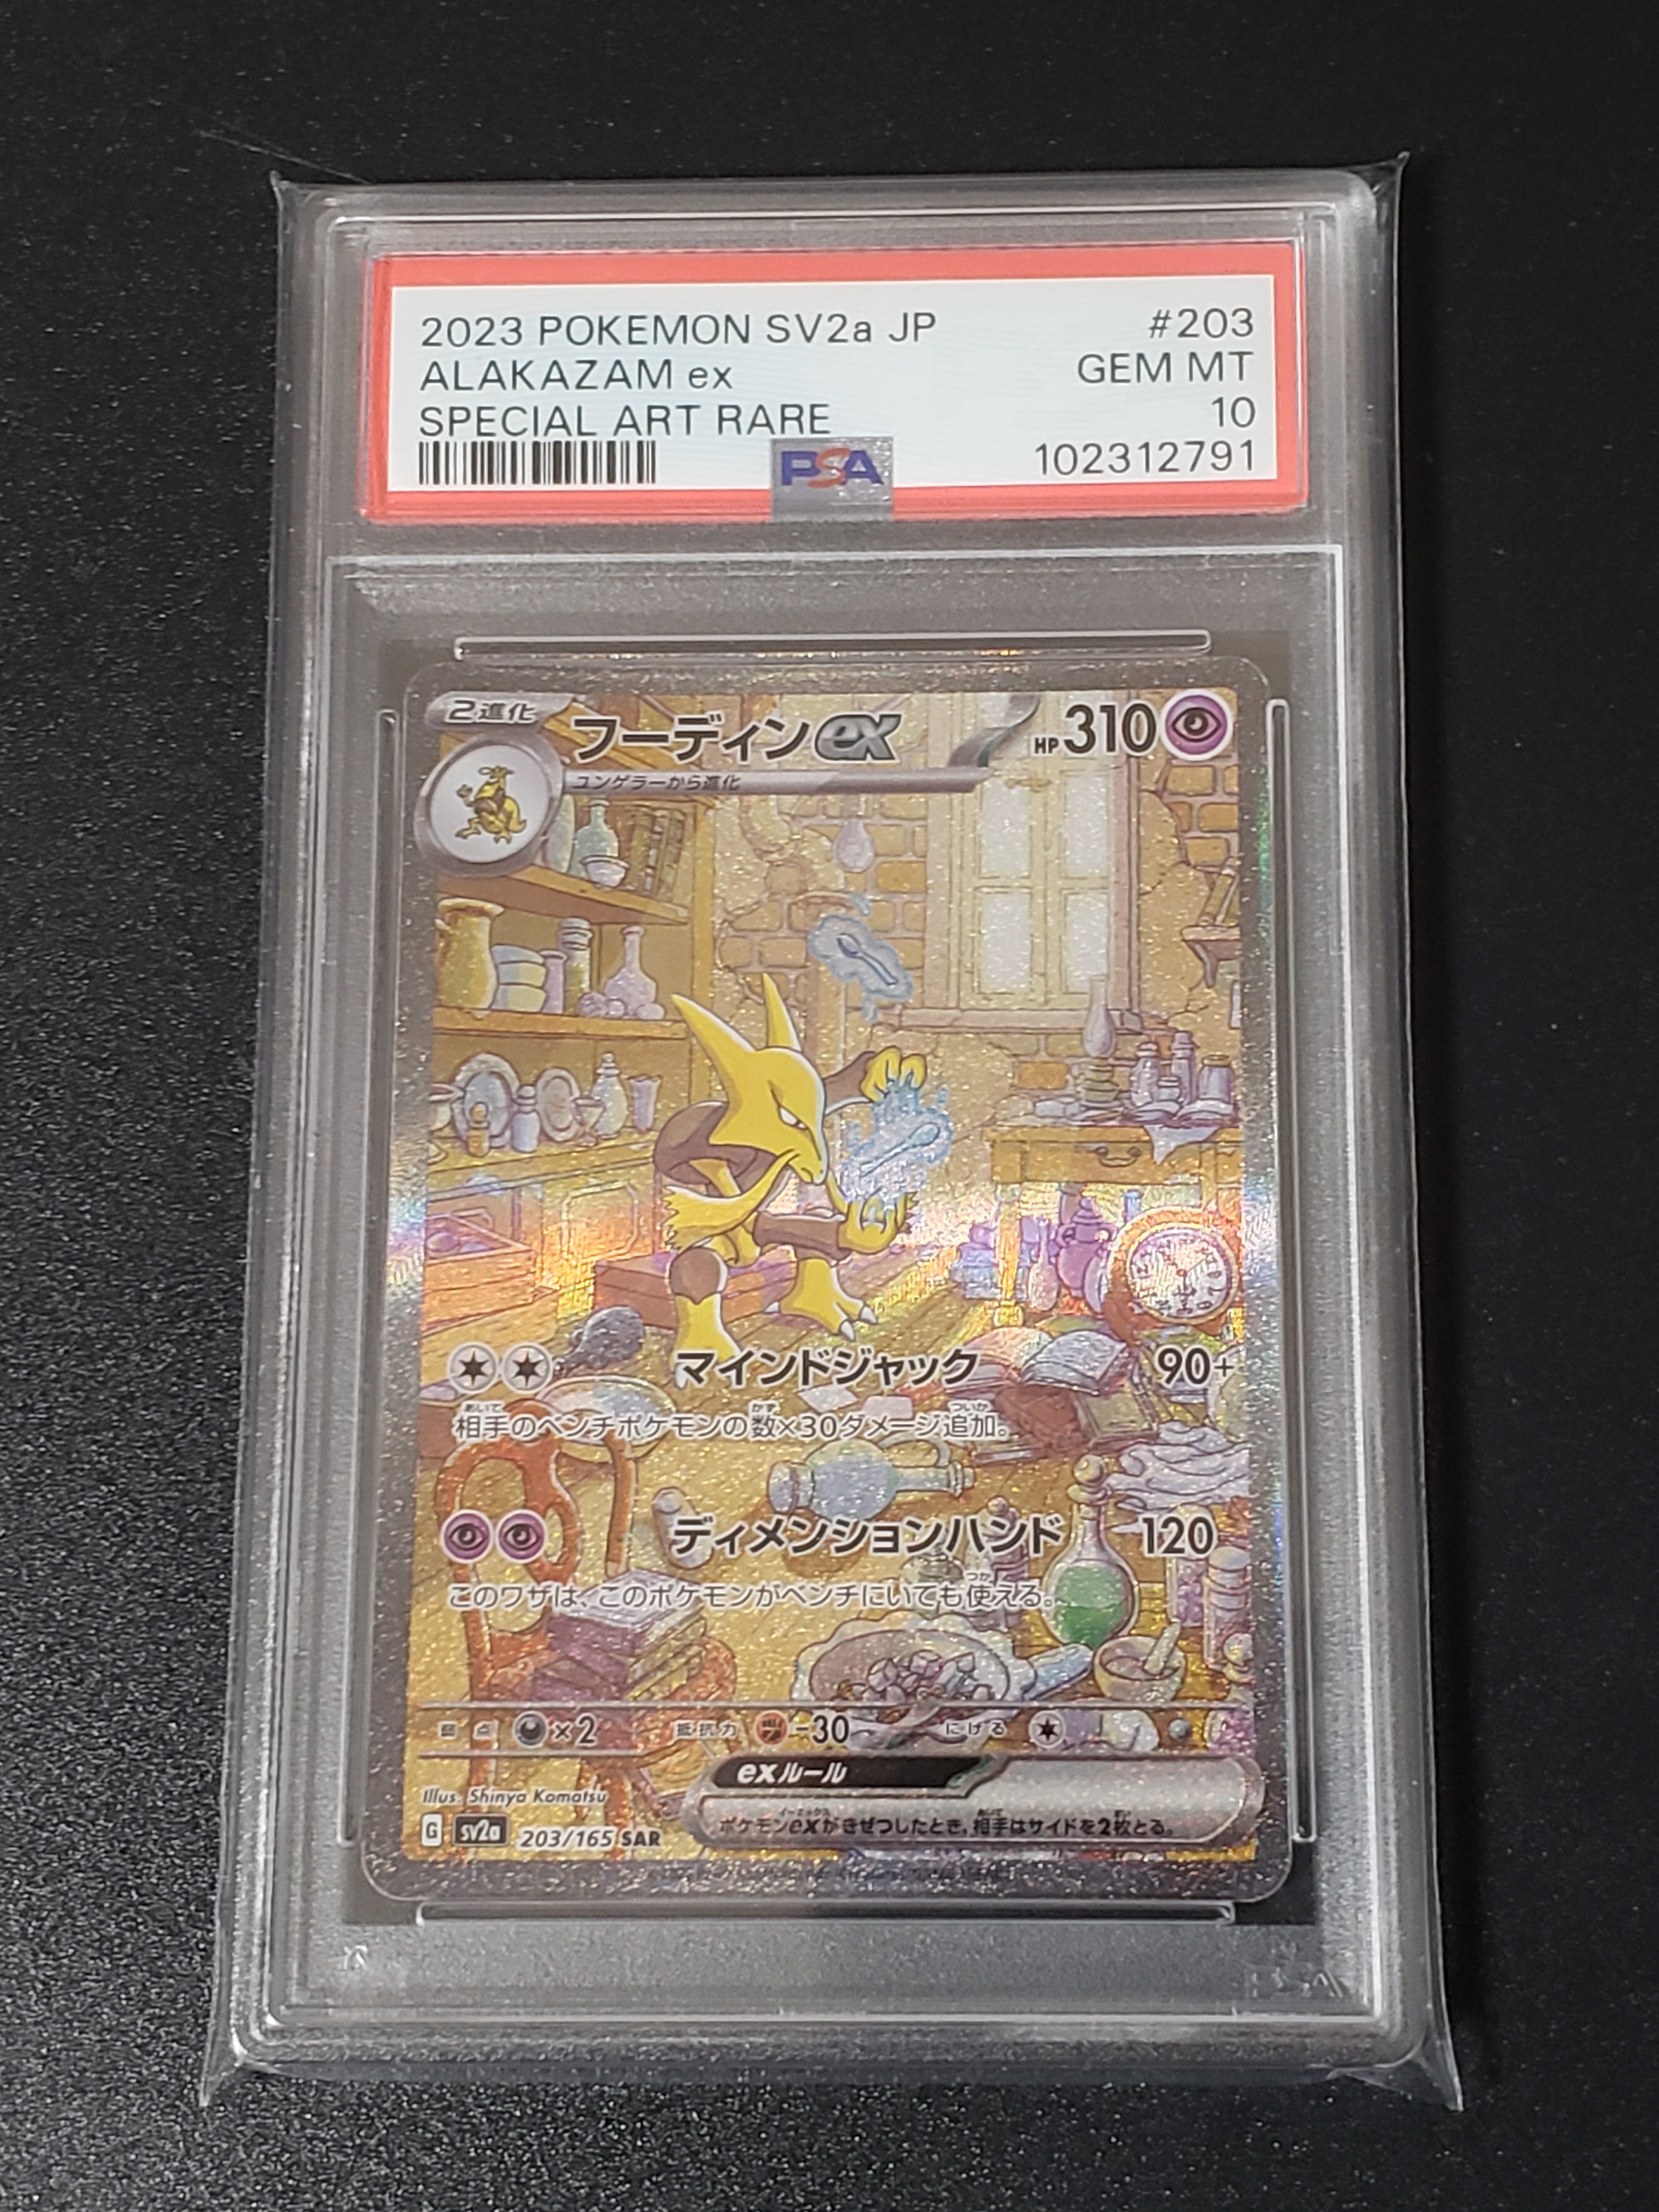 2023 POKEMON SV2a JP #203
ALAKAZAM ex GEM MT
SPECIAL ART RARE 10
PSA 102312791
2進化 フーディンex HP310
ユンゲラーから進化
マインドジャック 90+
相手のベンチポケモンの数×30ダメージ追加。
ディメンションハンド 120
このワザは、このポケモンがベンチにいても使える。
弱点 ×2 抵抗力 -30 にげる
exルール
ポケモンexがきぜつしたとき、相手はサイドを2枚とる。
Illus. Shinya Komatsu
G sv2a 203/165 SAR